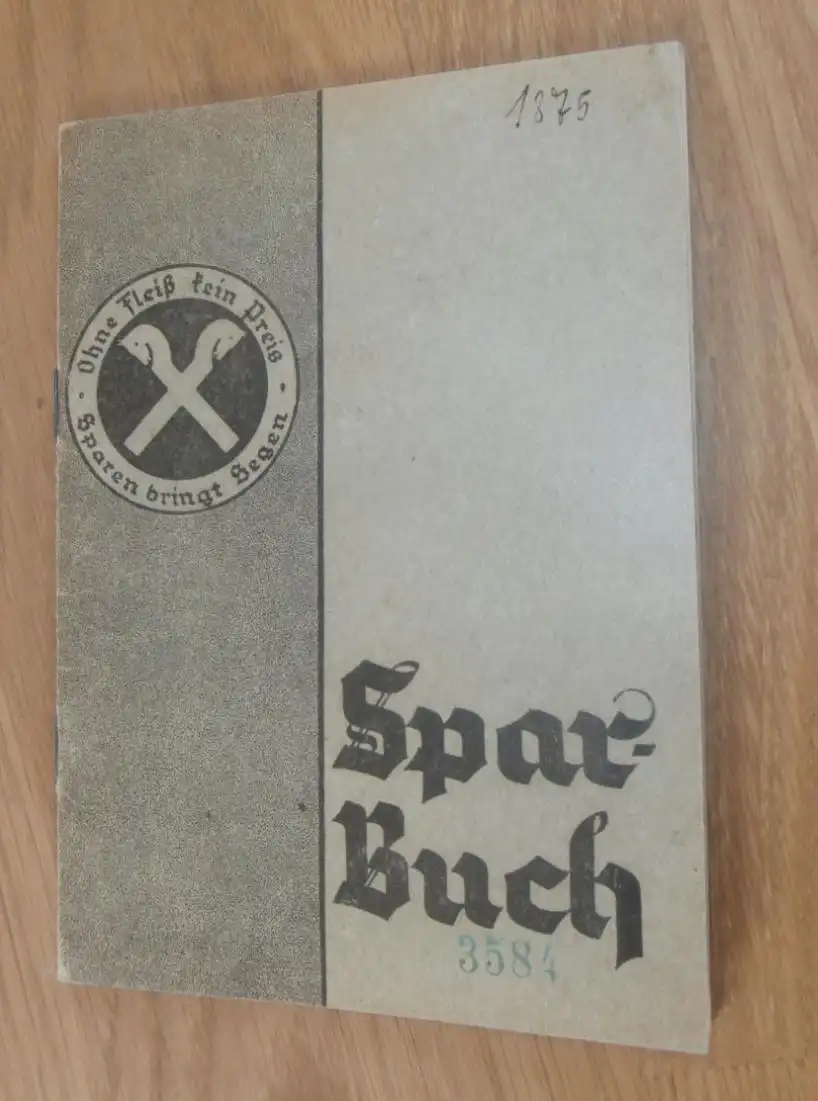 1875
Ohne Fleiß kein Preis
Sparen bringt Segen
Spar-
Buch
3584